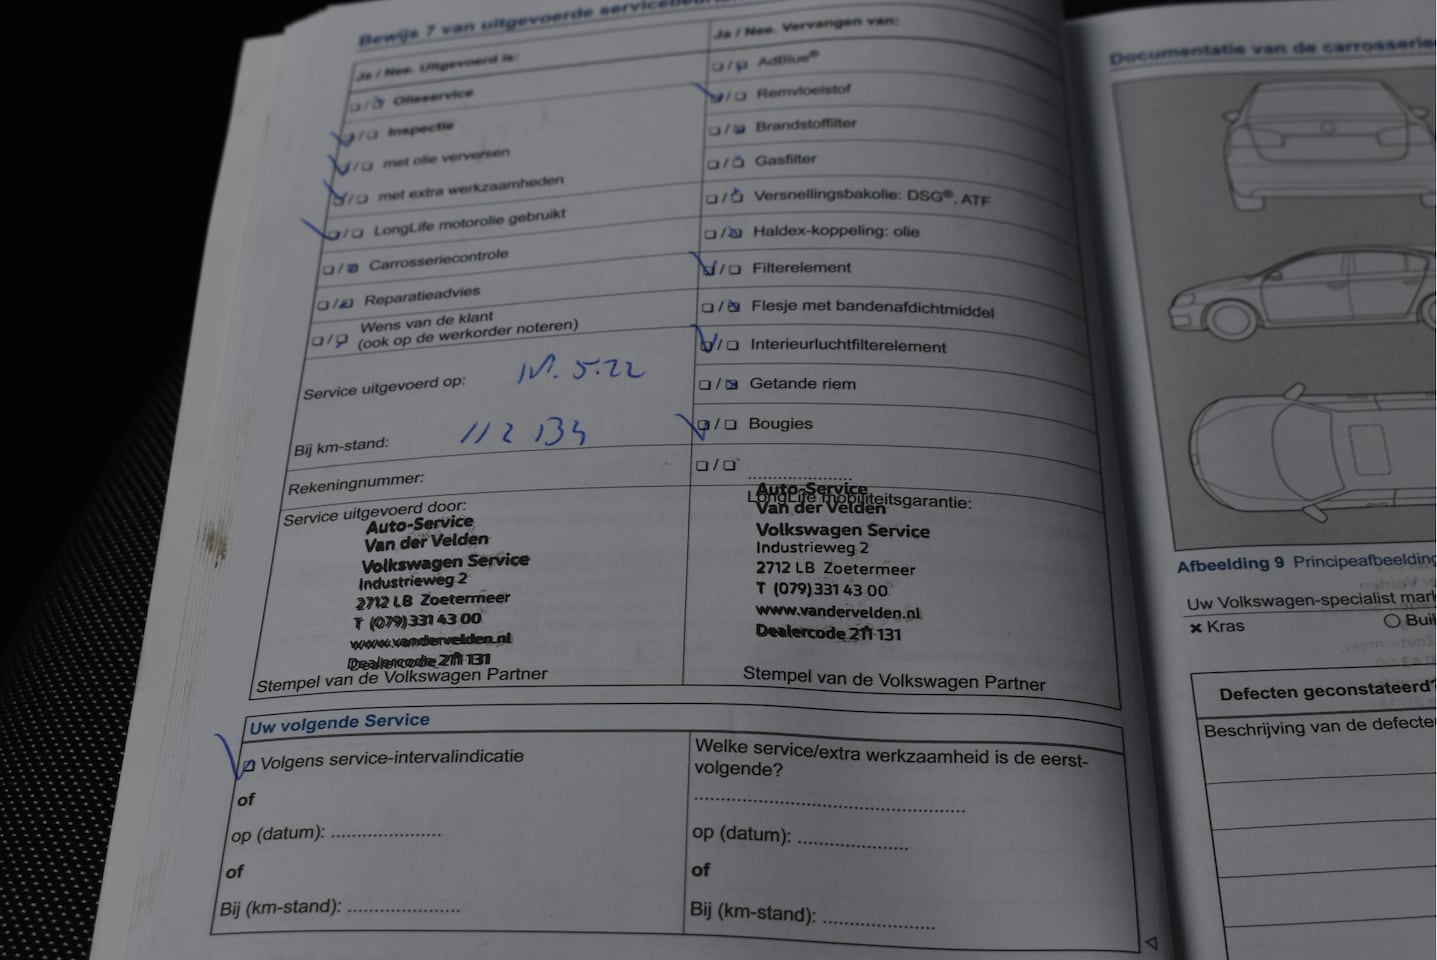 Bewijs 7 van uitgevoerde
Ja / Nee. Uitgevoerd is:
Olieservice
Inspectie
met olie verversen
met extra werkzaamheden
LongLife motorolie gebruikt
Carrosseriecontrole
Reparatieadvies
Wens van de klant
(ook op de werkorder noteren)
Service uitgevoerd op: 5.22
Bij km-stand: 112 134
Rekeningnummer:
Service uitgevoerd door:
Auto-Service
Van der Velden
Volkswagen Service
Industrieweg 2
2712 LB Zoetermeer
T (079) 331 43 00
www.vandervelden.nl
Dealercode 211 131
Stempel van de Volkswagen Partner
Ja / Nee. Vervangen van:
AdBlue®
Remvloeistof
Brandstoffilter
Gasfilter
Versnellingsbakolie: DSG®, ATF
Haldex-koppeling: olie
Filterelement
Flesje met bandenafdichtmiddel
Interieurluchtfilterelement
Getande riem
Bougies
LongLife mobiliteitsgarantie:
Auto-Service
Van der Velden
Volkswagen Service
Industrieweg 2
2712 LB Zoetermeer
T (079) 331 43 00
www.vandervelden.nl
Dealercode 211 131
Stempel van de Volkswagen Partner
Uw volgende Service
Volgens service-intervalindicatie
of
op (datum): ....................
of
Bij (km-stand): ....................
Welke service/extra werkzaamheid is de eerst-
volgende?
op (datum): ....................
of
Bij (km-stand): ....................
Documentatie van de carrosserie
Afbeelding 9 Principeafbeelding
Uw Volkswagen-specialist
Kras
Defecten geconstateerd?
Beschrijving van de defecte